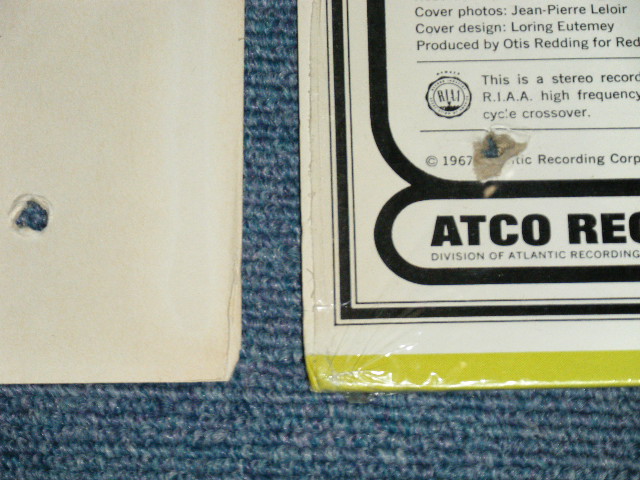 Cover photos: Jean-Pierre Leloir
Cover design: Loring Eutemey
Produced by Otis Redding for Red
R.I.A.A.
This is a stereo record
R.I.A.A. high frequency
cycle crossover.
© 1967 ntic Recording Corp
ATCO REC
DIVISION OF ATLANTIC RECORDING